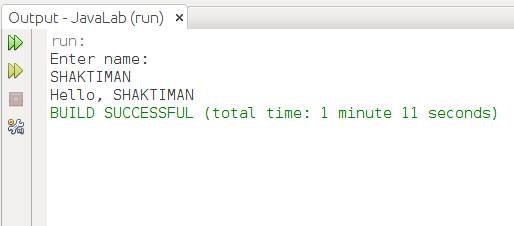 Output - JavaLab (run) ×
run:
Enter name:
SHAKTIMAN
Hello, SHAKTIMAN
BUILD SUCCESSFUL (total time: 1 minute 11 seconds)